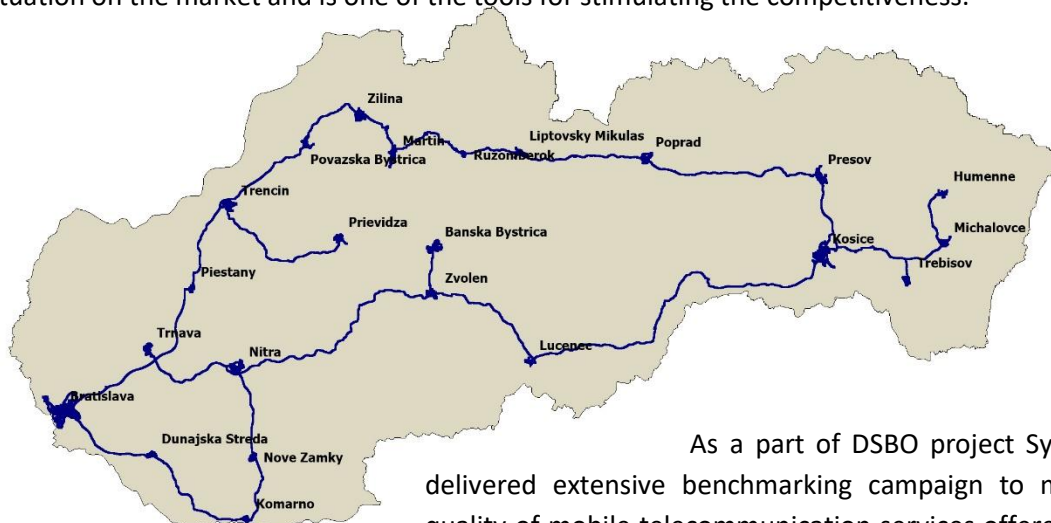 tuation on the market and is one of the tools for stimulating the competitiveness.
Zilina
Liptovsky Mikulas
Martin
Poprad
Povazska Bystrica
Ruzomberok
Presov
Humenne
Trencin
Prievidza
Banska Bystrica
Kosice
Michalovce
Trebisov
Piestany
Zvolen
Trnava
Nitra
Lucenec
Bratislava
Dunajska Streda
Nove Zamky
Komarno
As a part of DSBO project Sy
delivered extensive benchmarking campaign to
quality of mobile telecommunication services